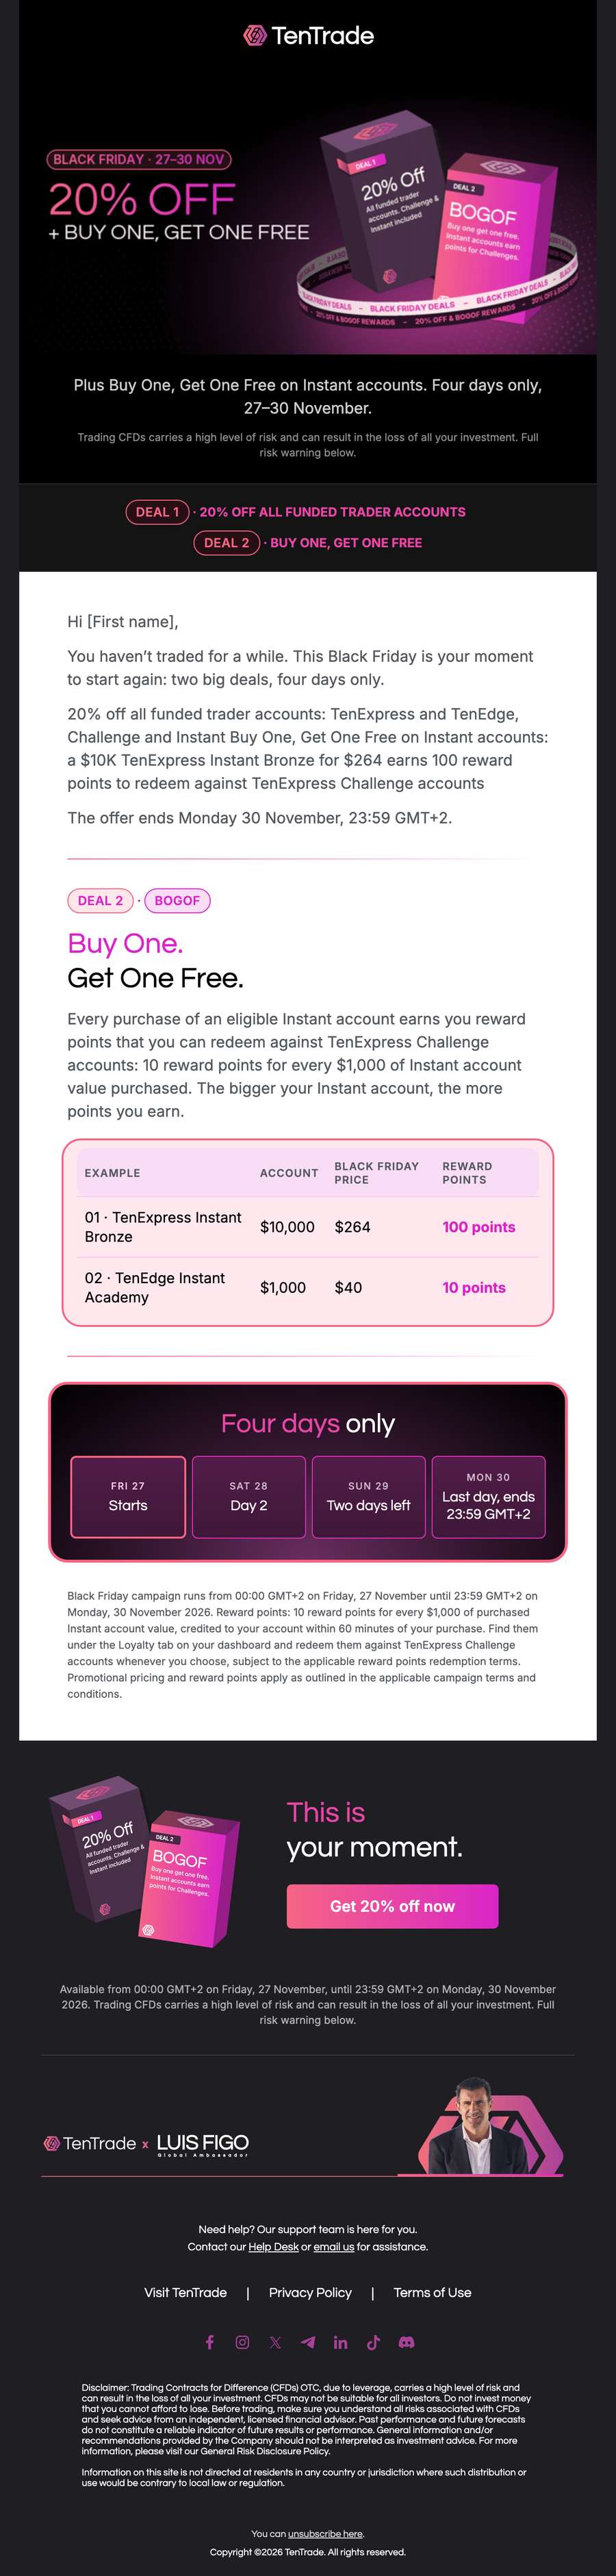 TenTrade
BLACK FRIDAY · 27–30 NOV
20% OFF
+ BUY ONE, GET ONE FREE
DEAL 1
20% Off
All funded trader
accounts. Challenge &
Instant included
DEAL 2
BOGOF
Buy one get one free.
Instant accounts earn
points for Challenges.
BLACK FRIDAY DEALS – BLACK FRIDAY DEALS – BLACK FRIDAY DEALS
20% OFF & BOGOF REWARDS – 20% OFF & BOGOF REWARDS
Plus Buy One, Get One Free on Instant accounts. Four days only,
27–30 November.
Trading CFDs carries a high level of risk and can result in the loss of all your investment. Full
risk warning below.
DEAL 1 · 20% OFF ALL FUNDED TRADER ACCOUNTS
DEAL 2 · BUY ONE, GET ONE FREE
Hi [First name],
You haven’t traded for a while. This Black Friday is your moment
to start again: two big deals, four days only.
20% off all funded trader accounts: TenExpress and TenEdge,
Challenge and Instant Buy One, Get One Free on Instant accounts:
a $10K TenExpress Instant Bronze for $264 earns 100 reward
points to redeem against TenExpress Challenge accounts
The offer ends Monday 30 November, 23:59 GMT+2.
DEAL 2 · BOGOF
Buy One.
Get One Free.
Every purchase of an eligible Instant account earns you reward
points that you can redeem against TenExpress Challenge
accounts: 10 reward points for every $1,000 of Instant account
value purchased. The bigger your Instant account, the more
points you earn.
EXAMPLE ACCOUNT BLACK FRIDAY PRICE REWARD POINTS
01 · TenExpress Instant Bronze $10,000 $264 100 points
02 · TenEdge Instant Academy $1,000 $40 10 points
Four days only
FRI 27
Starts
SAT 28
Day 2
SUN 29
Two days left
MON 30
Last day, ends
23:59 GMT+2
Black Friday campaign runs from 00:00 GMT+2 on Friday, 27 November until 23:59 GMT+2 on
Monday, 30 November 2026. Reward points: 10 reward points for every $1,000 of purchased
Instant account value, credited to your account within 60 minutes of your purchase. Find them
under the Loyalty tab on your dashboard and redeem them against TenExpress Challenge
accounts whenever you choose, subject to the applicable reward points redemption terms.
Promotional pricing and reward points apply as outlined in the applicable campaign terms and
conditions.
DEAL 1
20% Off
All funded trader
accounts. Challenge &
Instant included
DEAL 2
BOGOF
Buy one get one free.
Instant accounts earn
points for Challenges.
This is
your moment.
Get 20% off now
Available from 00:00 GMT+2 on Friday, 27 November, until 23:59 GMT+2 on Monday, 30 November
2026. Trading CFDs carries a high level of risk and can result in the loss of all your investment. Full
risk warning below.
TenTrade x LUIS FIGO
Global Ambassador
Need help? Our support team is here for you.
Contact our Help Desk or email us for assistance.
Visit TenTrade | Privacy Policy | Terms of Use
Disclaimer: Trading Contracts for Difference (CFDs) OTC, due to leverage, carries a high level of risk and
can result in the loss of all your investment. CFDs may not be suitable for all investors. Do not invest money
that you cannot afford to lose. Before trading, make sure you understand all risks associated with CFDs
and seek advice from an independent, licensed financial advisor. Past performance and future forecasts
do not constitute a reliable indicator of future results or performance. General information and/or
recommendations provided by the Company should not be interpreted as investment advice. For more
information, please visit our General Risk Disclosure Policy.
Information on this site is not directed at residents in any country or jurisdiction where such distribution or
use would be contrary to local law or regulation.
You can unsubscribe here.
Copyright ©2026 TenTrade. All rights reserved.